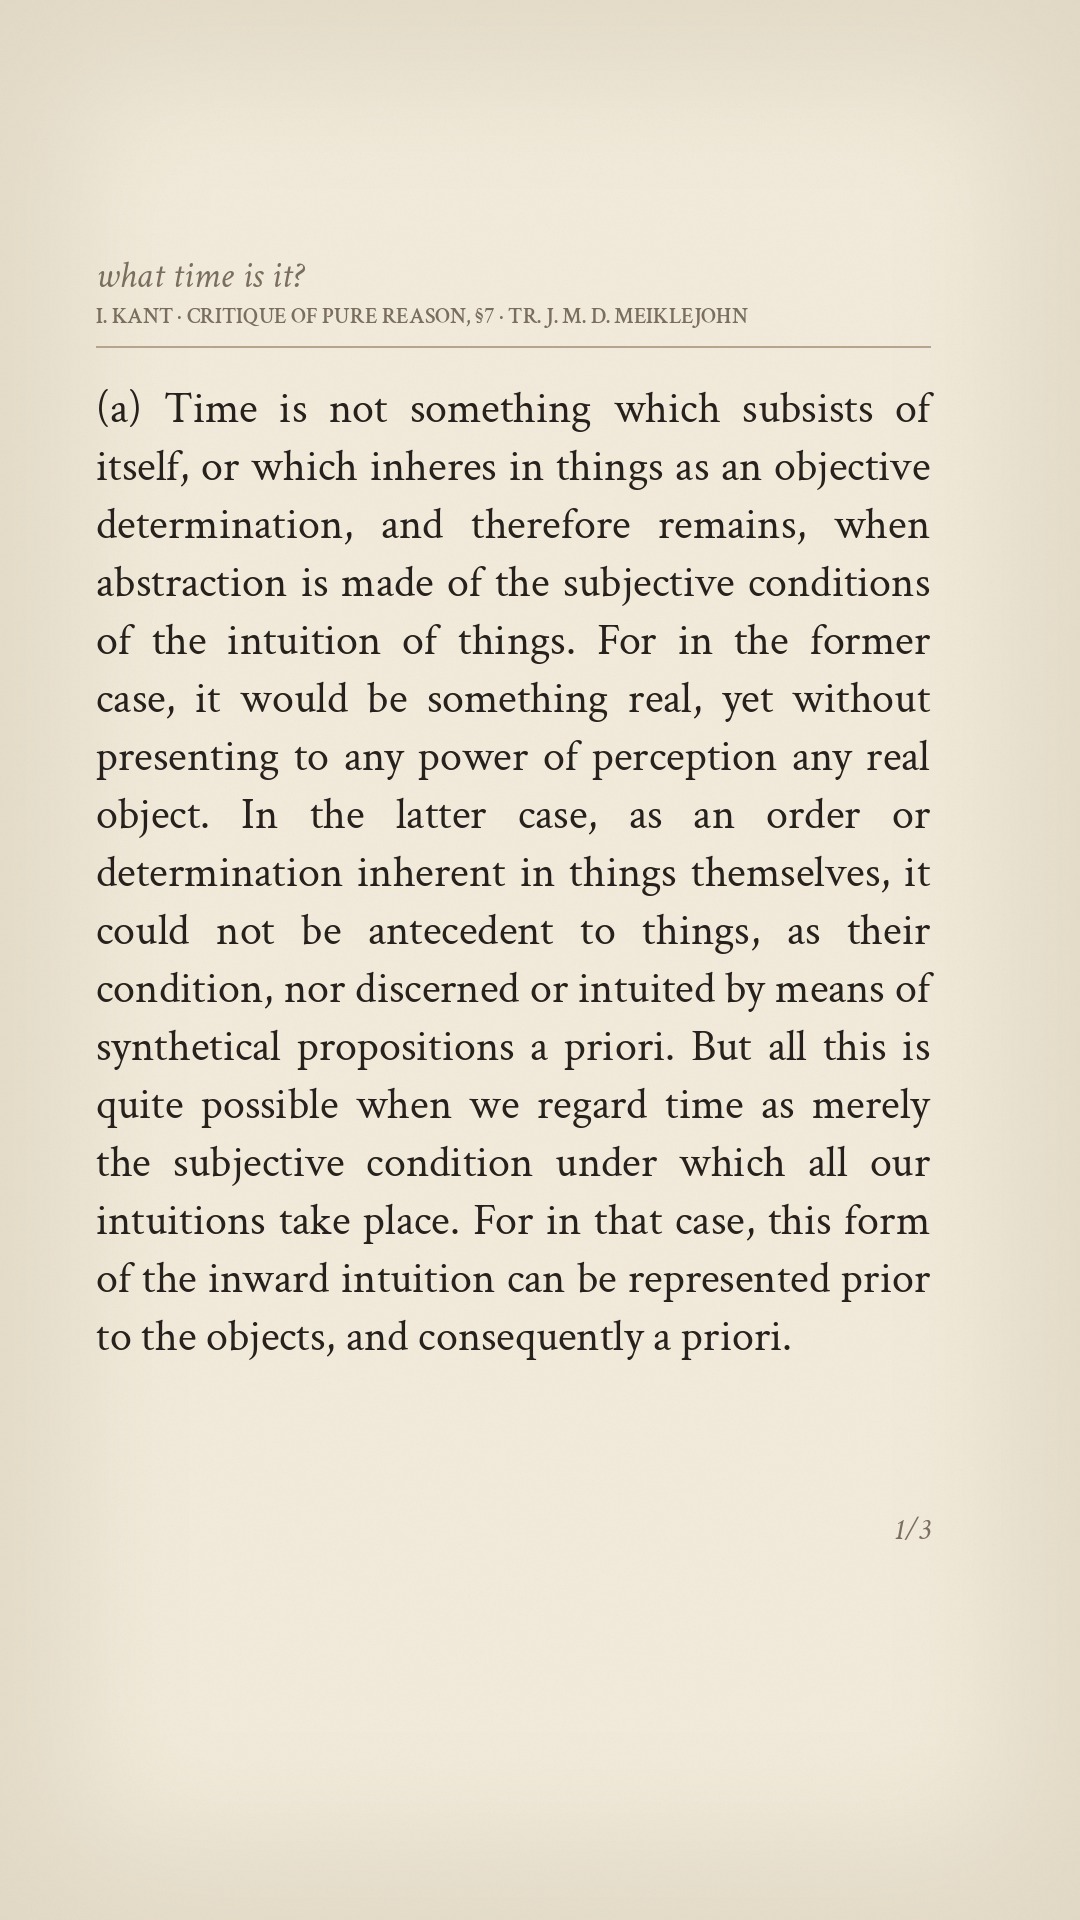 what time is it?
I. KANT · CRITIQUE OF PURE REASON, §7 · TR. J. M. D. MEIKLEJOHN
(a) Time is not something which subsists of
itself, or which inheres in things as an objective
determination, and therefore remains, when
abstraction is made of the subjective conditions
of the intuition of things. For in the former
case, it would be something real, yet without
presenting to any power of perception any real
object. In the latter case, as an order or
determination inherent in things themselves, it
could not be antecedent to things, as their
condition, nor discerned or intuited by means of
synthetical propositions a priori. But all this is
quite possible when we regard time as merely
the subjective condition under which all our
intuitions take place. For in that case, this form
of the inward intuition can be represented prior
to the objects, and consequently a priori.
1/3